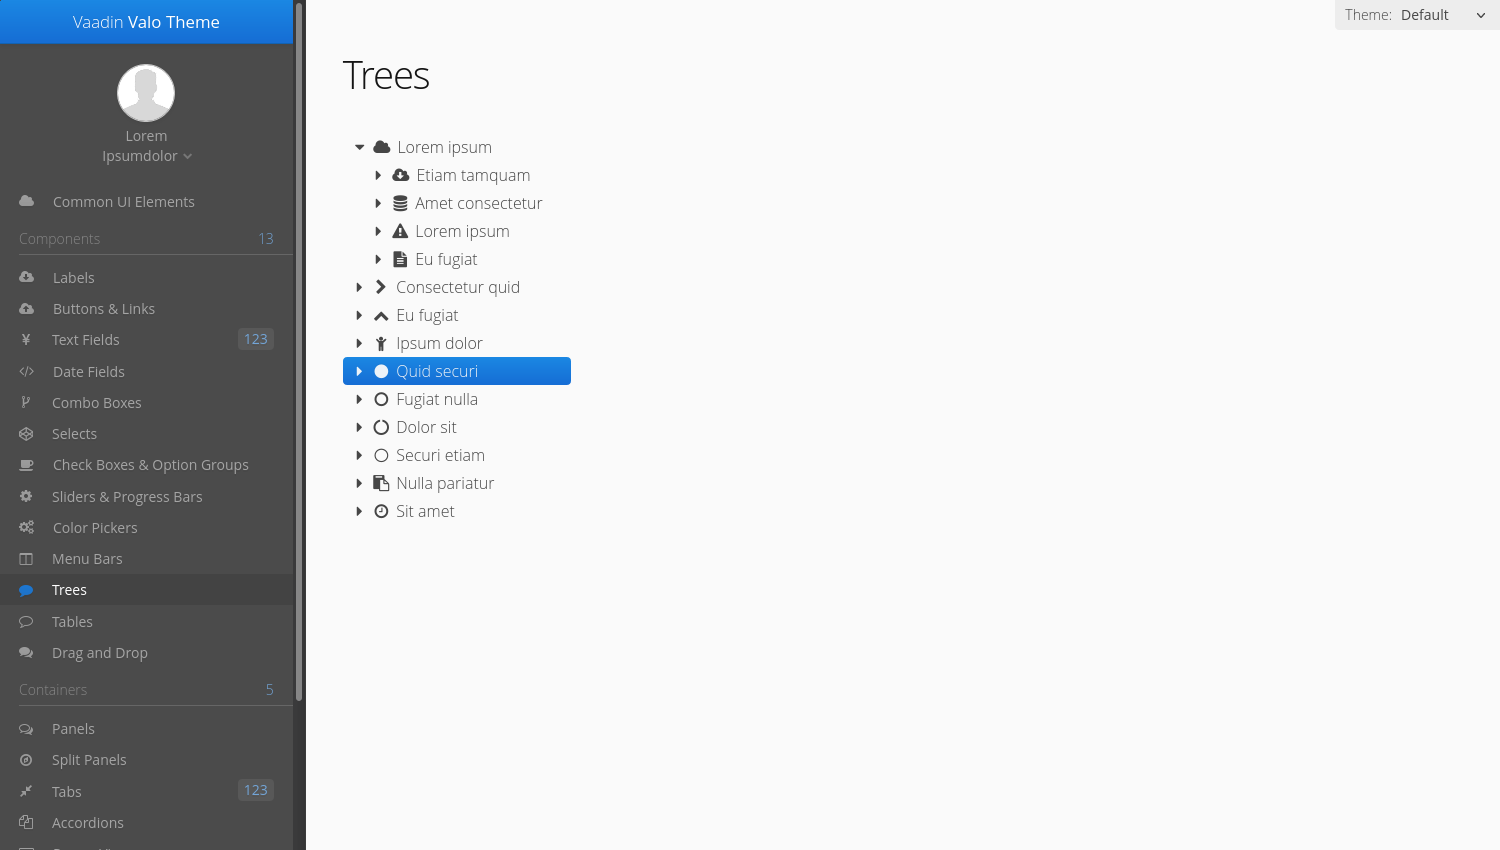 Vaadin Valo Theme
Lorem
Ipsumdolor
Common UI Elements
Components 13
Labels
Buttons & Links
Text Fields 123
Date Fields
Combo Boxes
Selects
Check Boxes & Option Groups
Sliders & Progress Bars
Color Pickers
Menu Bars
Trees
Tables
Drag and Drop
Containers 5
Panels
Split Panels
Tabs 123
Accordions
Theme: Default
Trees
Lorem ipsum
Etiam tamquam
Amet consectetur
Lorem ipsum
Eu fugiat
Consectetur quid
Eu fugiat
Ipsum dolor
Quid securi
Fugiat nulla
Dolor sit
Securi etiam
Nulla pariatur
Sit amet